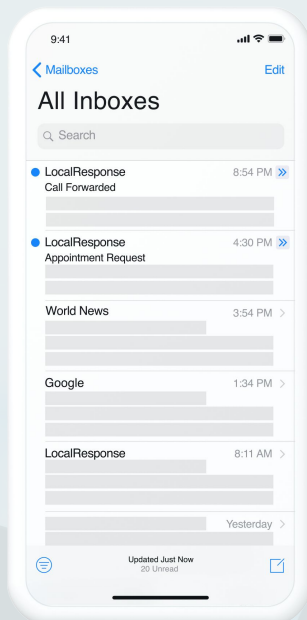 9:41
Mailboxes
Edit
All Inboxes
Search
LocalResponse 8:54 PM
Call Forwarded
LocalResponse 4:30 PM
Appointment Request
World News 3:54 PM
Google 1:34 PM
LocalResponse 8:11 AM
Yesterday
Updated Just Now
20 Unread